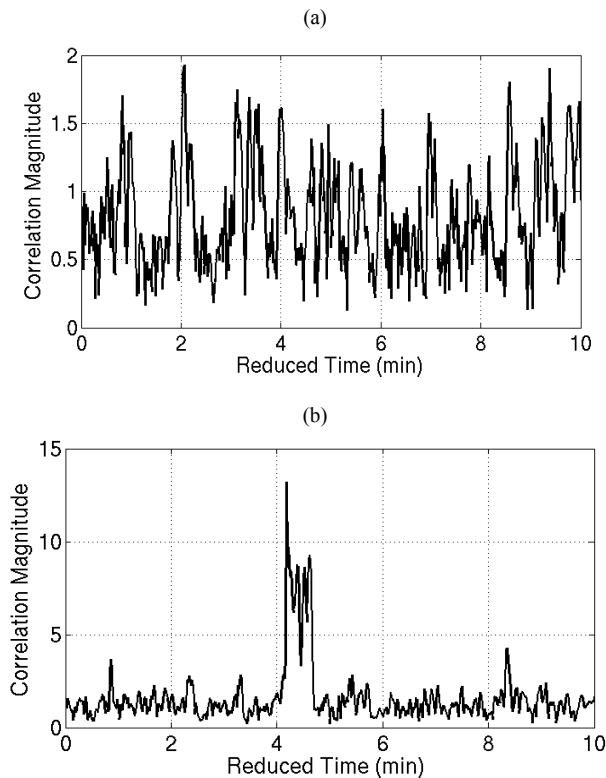 (a)
2
1.5
1
0.5
0
Correlation Magnitude
0 2 4 6 8 10
Reduced Time (min)
(b)
15
10
5
0
Correlation Magnitude
0 2 4 6 8 10
Reduced Time (min)